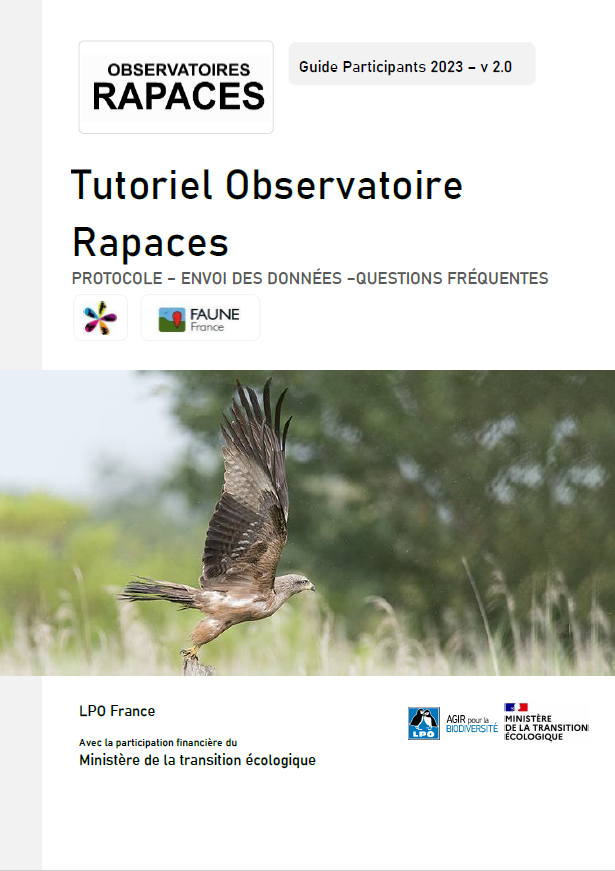 OBSERVATOIRES
RAPACES
Guide Participants 2023 – v 2.0
Tutoriel Observatoire
Rapaces
PROTOCOLE – ENVOI DES DONNÉES –QUESTIONS FRÉQUENTES
FAUNE
France
LPO France
Avec la participation financière du
Ministère de la transition écologique
LPO
AGIR pour la
BIODIVERSITÉ
MINISTÈRE
DE LA TRANSITION
ÉCOLOGIQUE